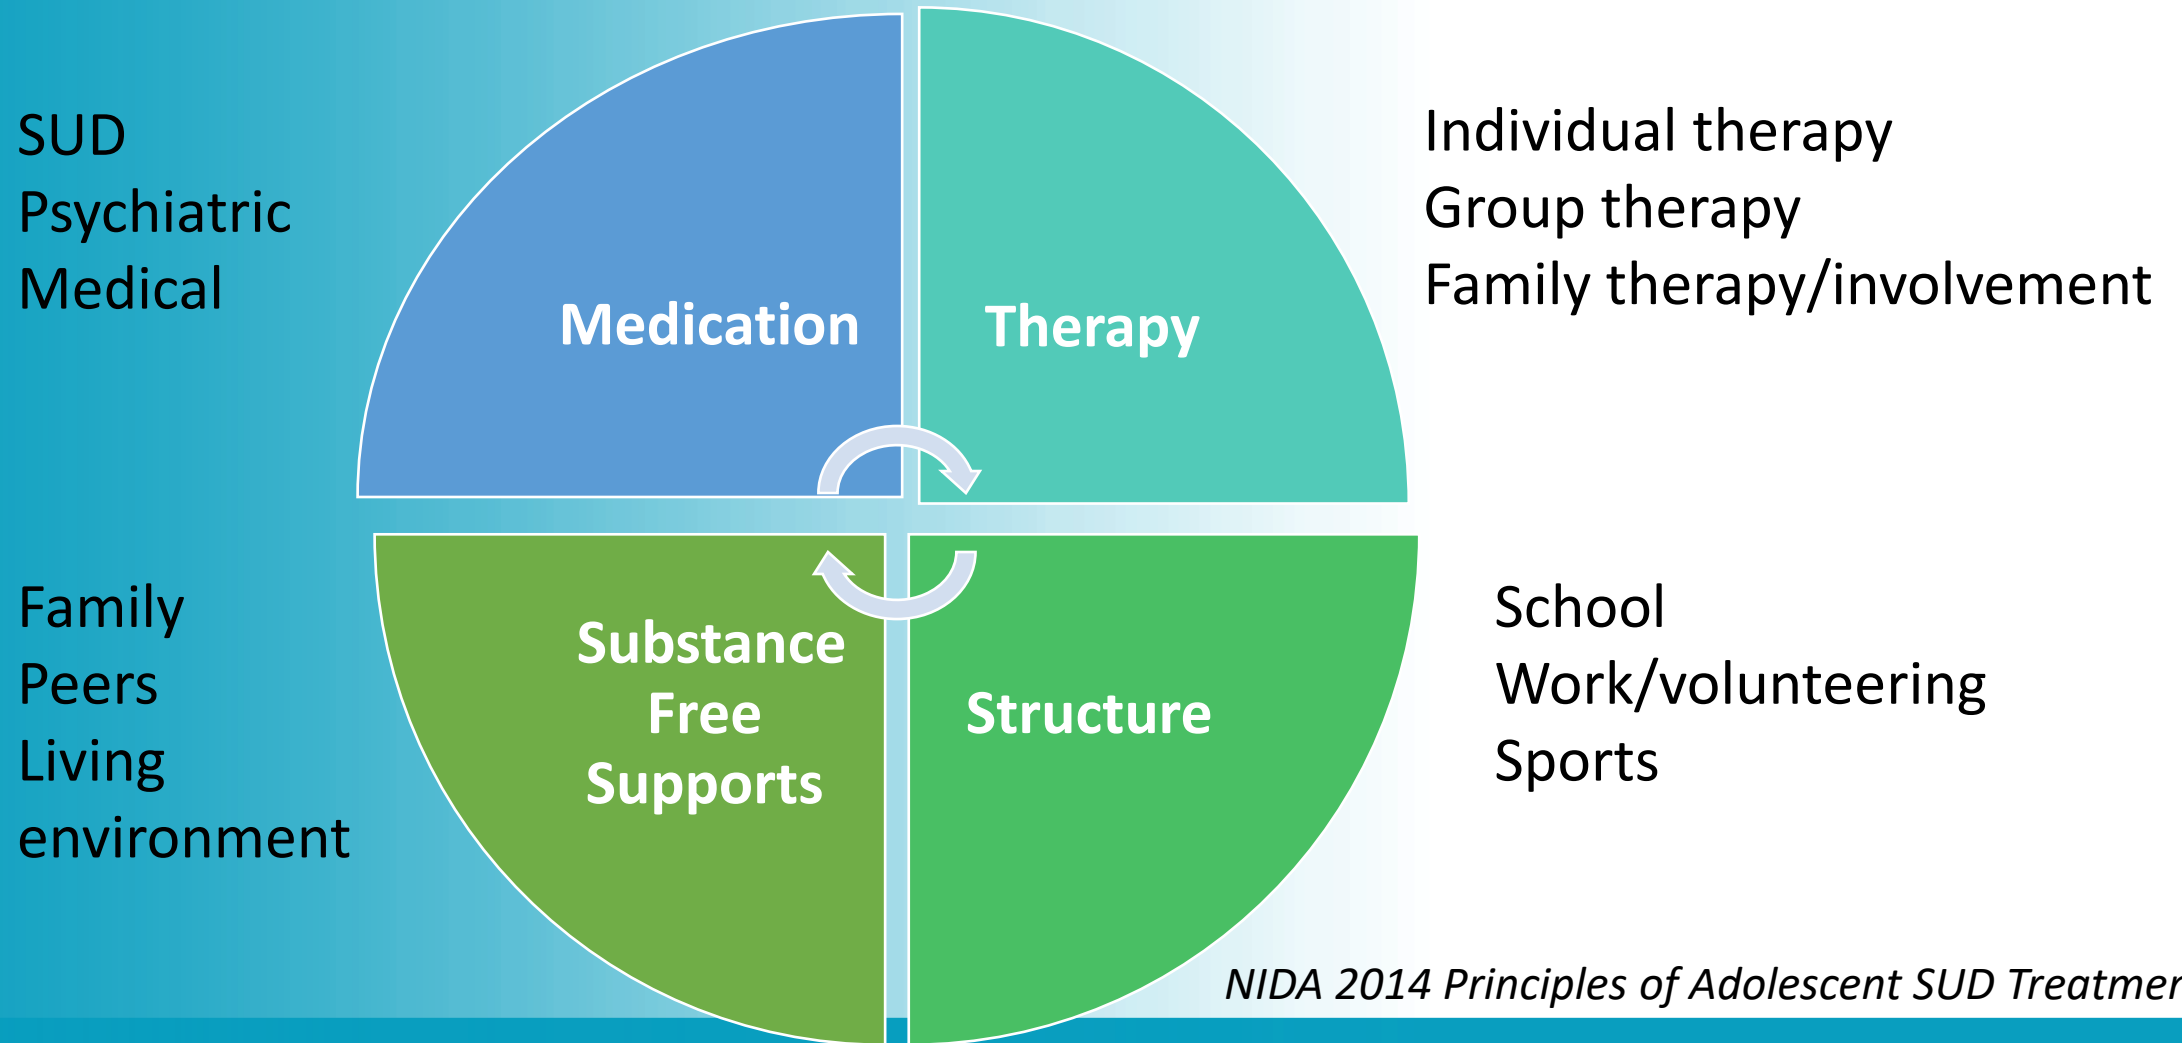 SUD
Psychiatric
Medical
Medication
Therapy
Individual therapy
Group therapy
Family therapy/involvement
Family
Peers
Living
environment
Substance
Free
Supports
Structure
School
Work/volunteering
Sports
NIDA 2014 Principles of Adolescent SUD